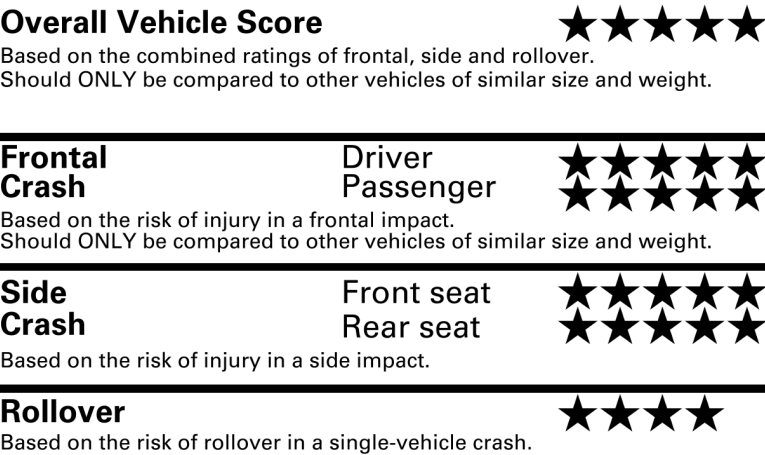 Overall Vehicle Score ★★★★★
Based on the combined ratings of frontal, side and rollover.
Should ONLY be compared to other vehicles of similar size and weight.
Frontal Driver ★★★★★
Crash Passenger ★★★★★
Based on the risk of injury in a frontal impact.
Should ONLY be compared to other vehicles of similar size and weight.
Side Front seat ★★★★★
Crash Rear seat ★★★★★
Based on the risk of injury in a side impact.
Rollover ★★★★
Based on the risk of rollover in a single-vehicle crash.